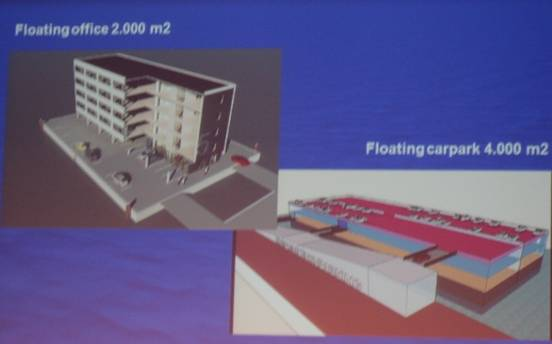 Floating office 2.000 m2
Floating carpark 4.000 m2